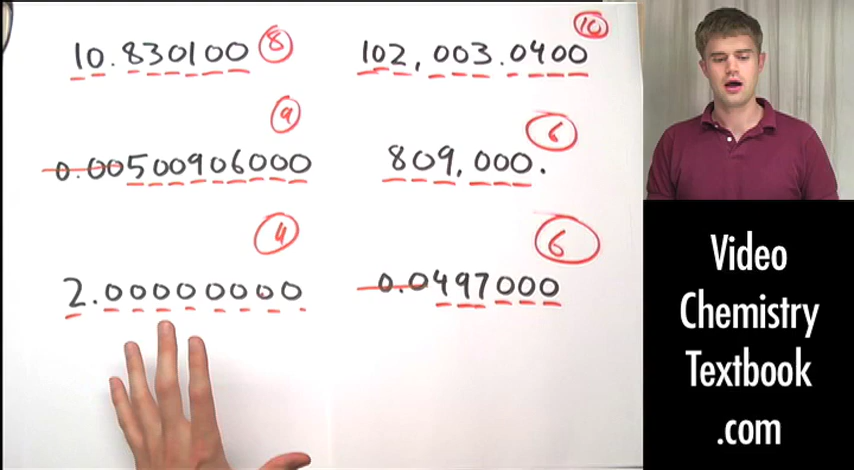 10.830100 8
102,003.0400 10
0.00500906000 9
809,000. 6
2.00000000 9
0.0497000 6
Video
Chemistry
Textbook
.com